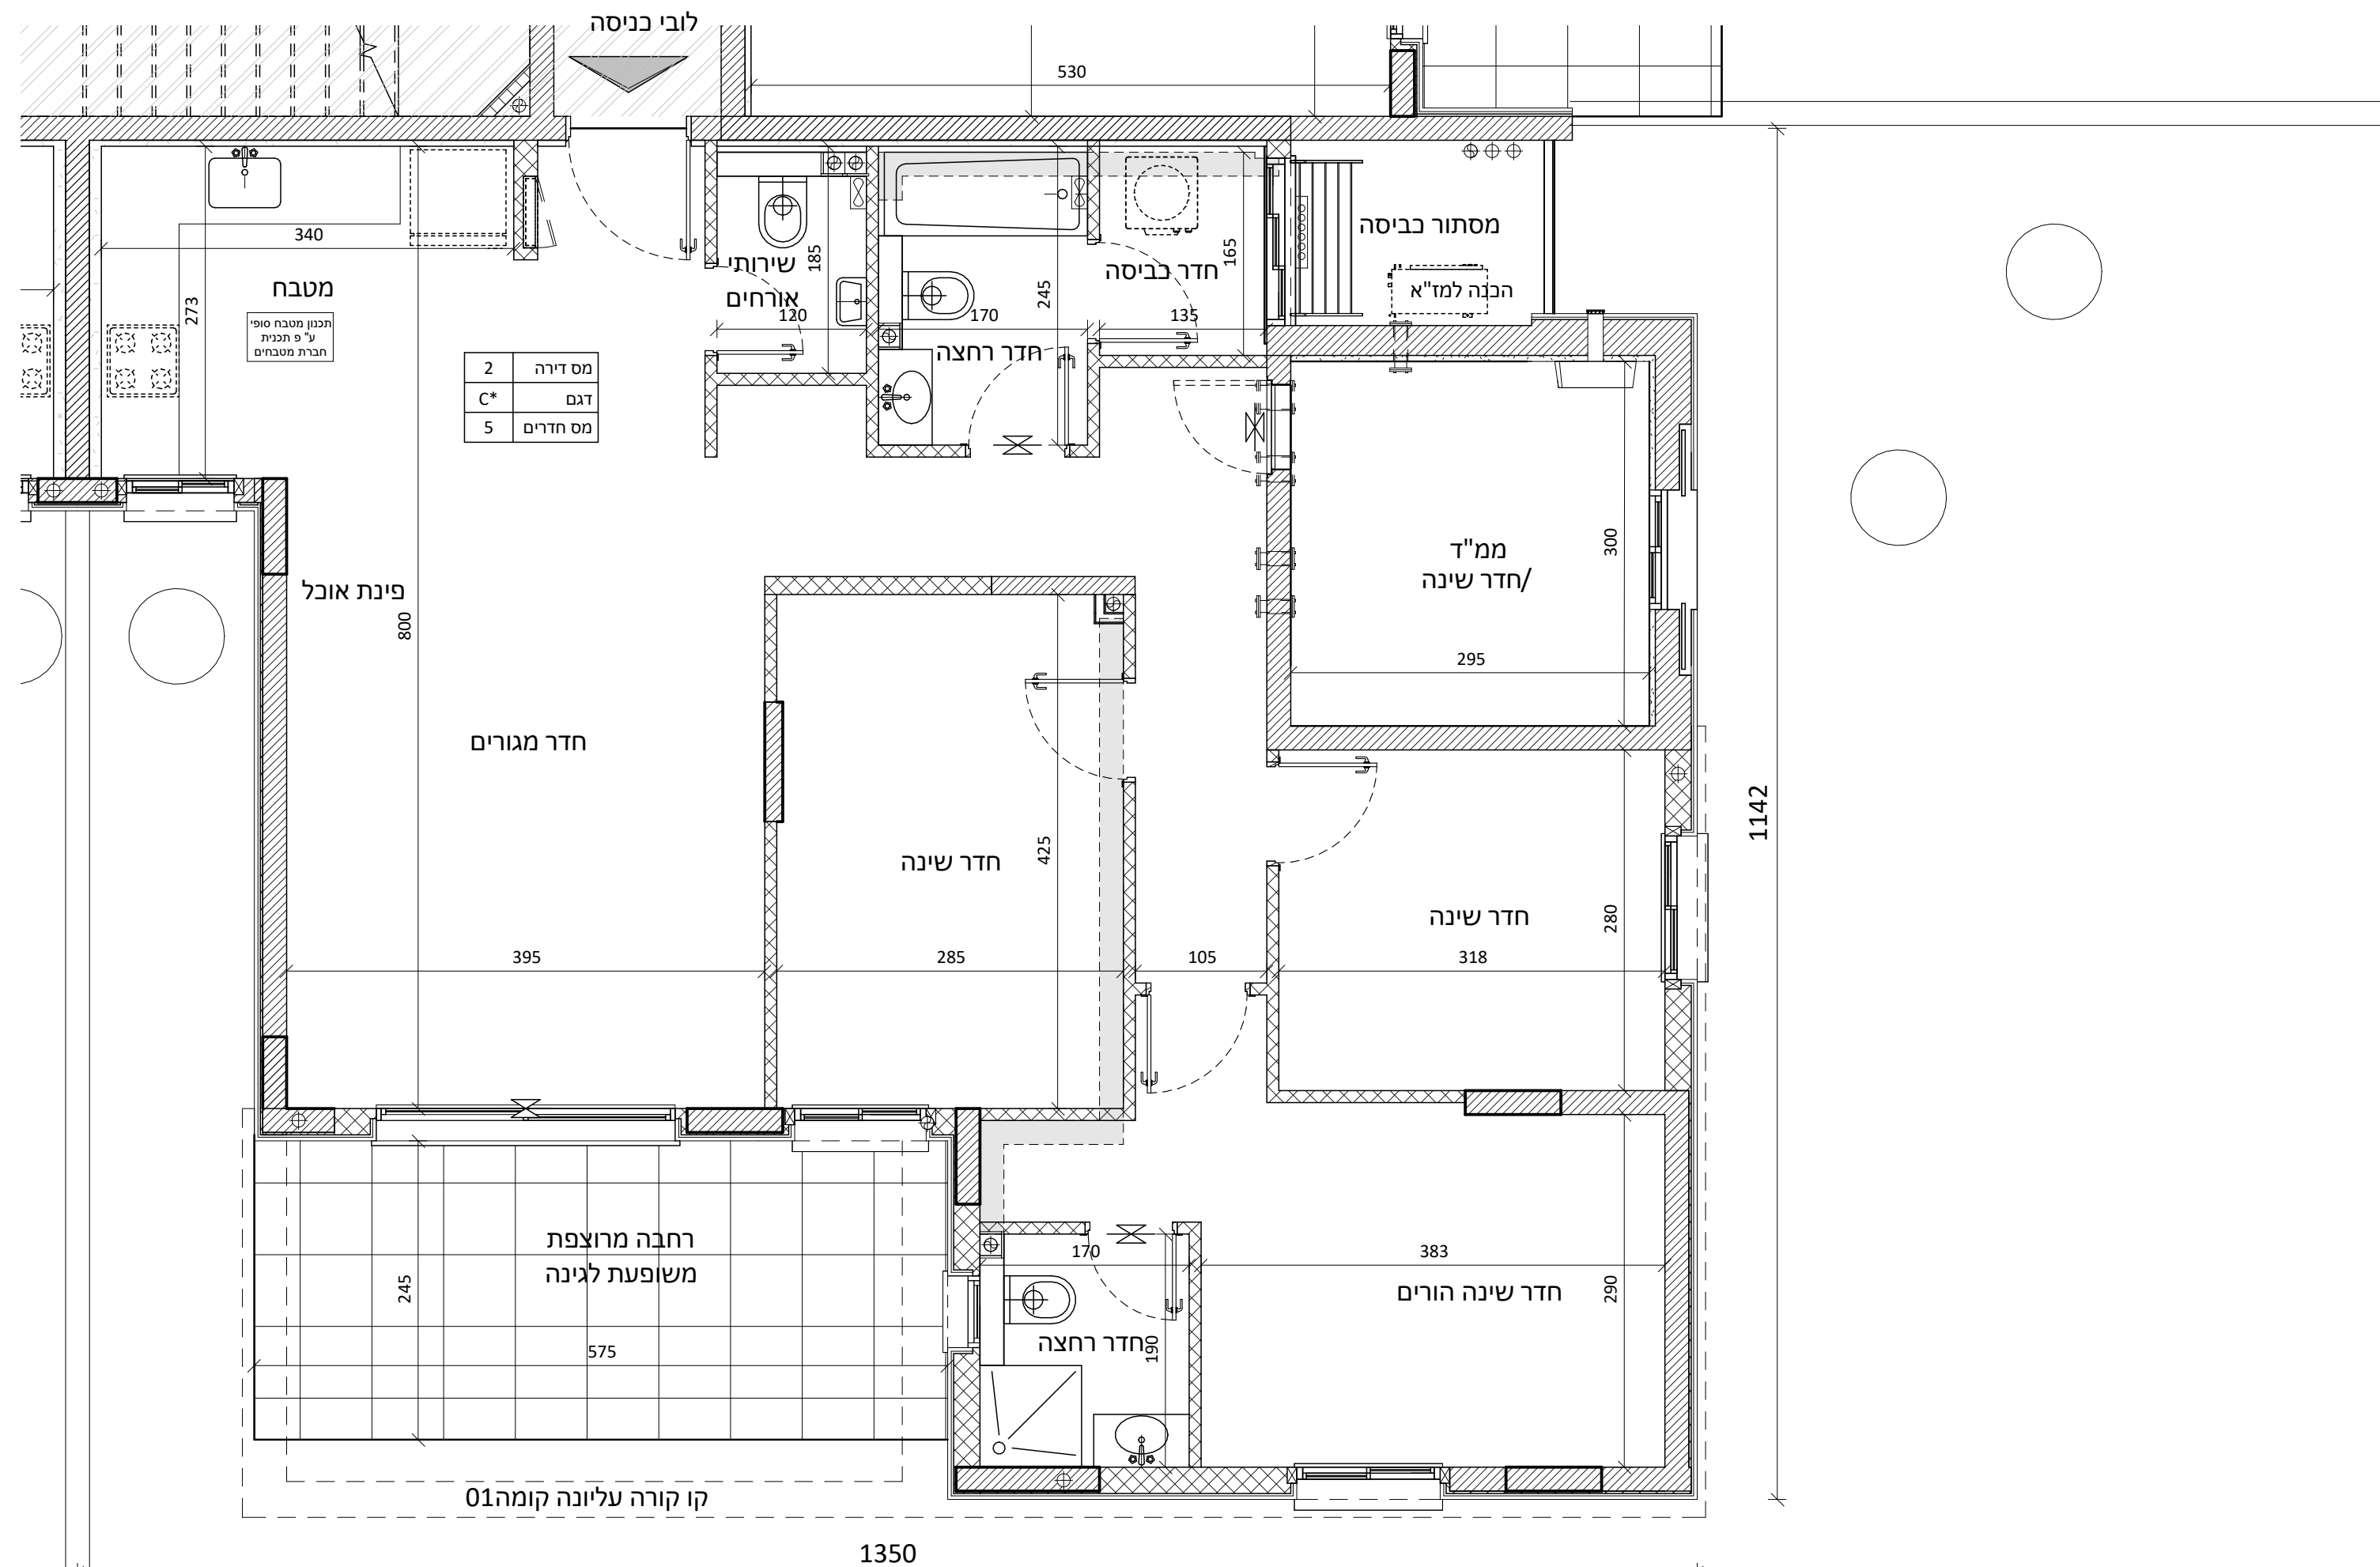 לובי כניסה
530
340
מטבח
273
תכנון מטבח סופי
ע"פ תכנית
חברת מטבחים
מס דירה 2
דגם C*
מס חדרים 5
שירותי
אורחים
185
120
170
245
חדר רחצה
חדר כביסה
165
135
מסתור כביסה
הכנה למז"א
פינת אוכל
800
ממ"ד
/חדר שינה
300
295
חדר מגורים
395
חדר שינה
425
285
105
חדר שינה
280
318
1142
רחבה מרוצפת
משופעת לגינה
245
575
170
חדר רחצה
190
383
חדר שינה הורים
290
קו קורה עליונה קומה01
1350